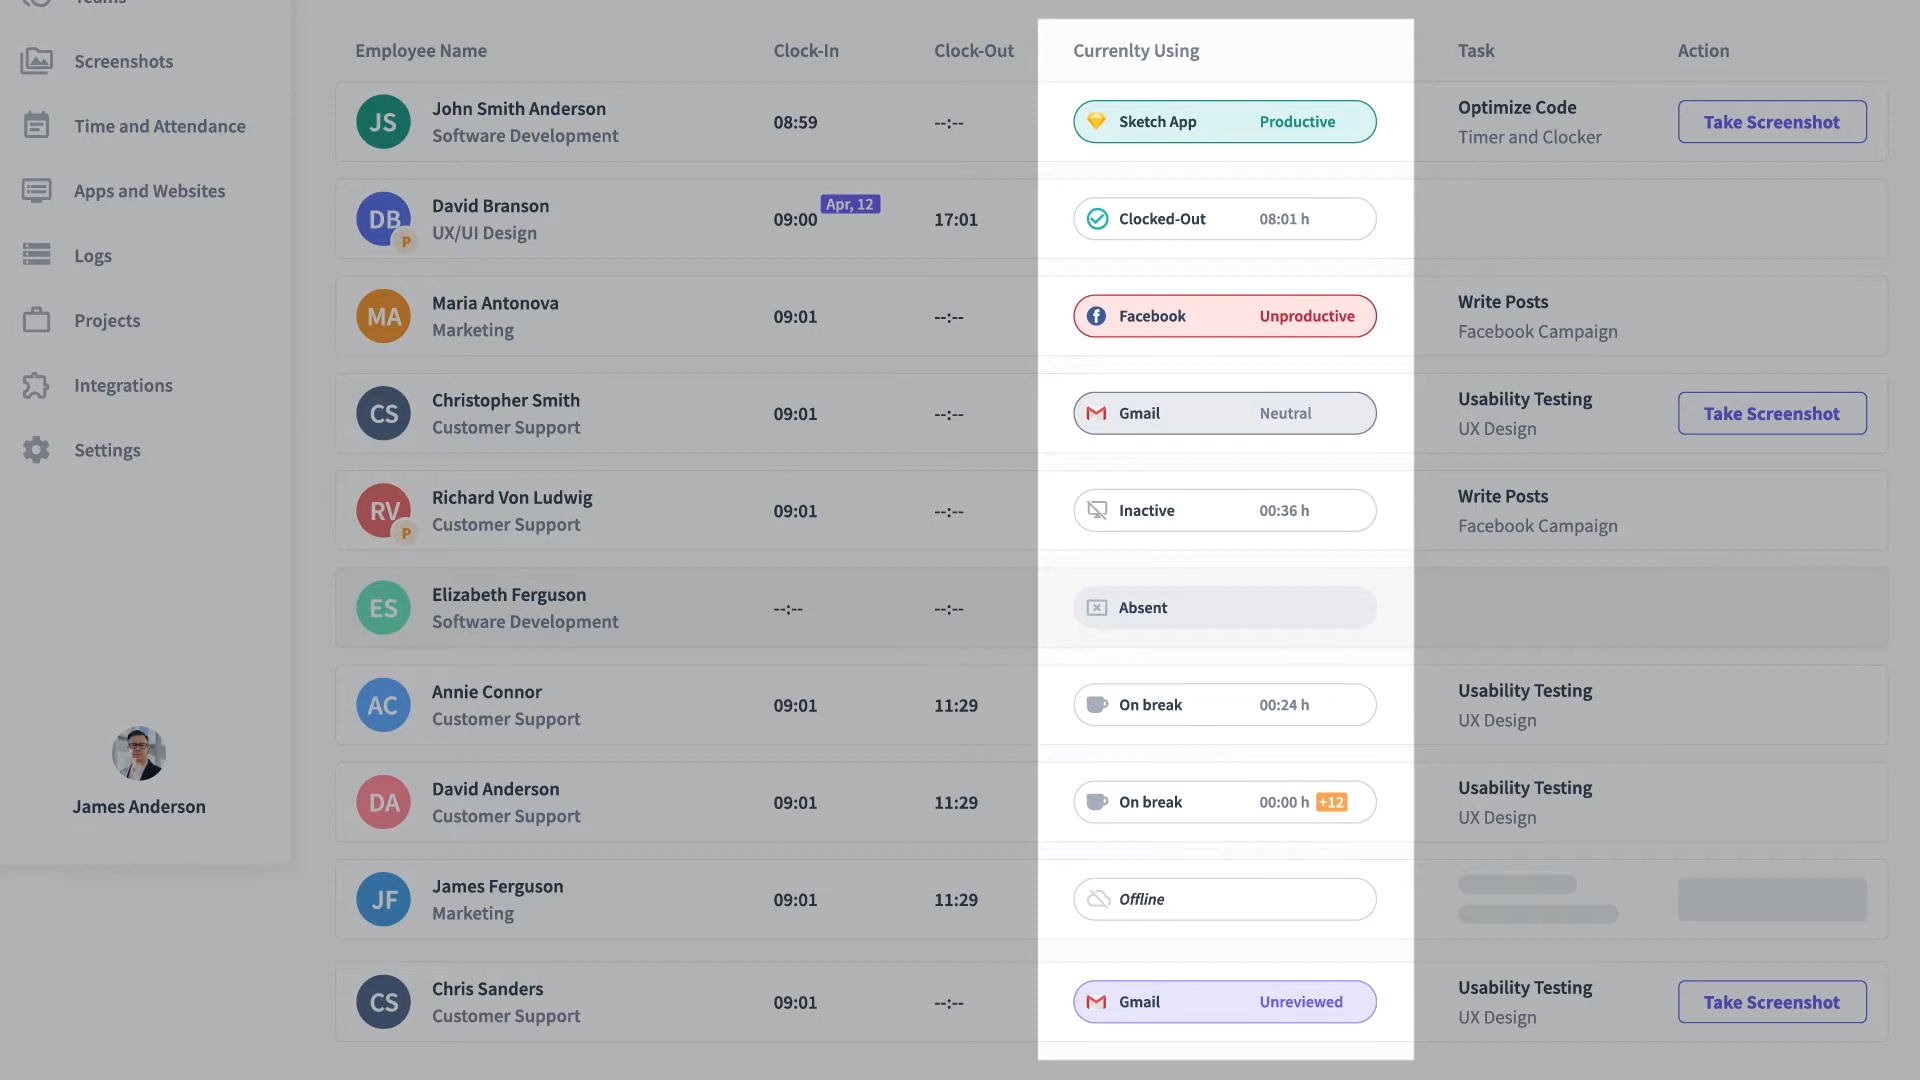 Teams
Screenshots
Time and Attendance
Apps and Websites
Logs
Projects
Integrations
Settings
James Anderson
Employee Name Clock-In Clock-Out Currenlty Using Task Action
JS John Smith Anderson 08:59 --:-- Sketch App Productive Optimize Code Take Screenshot
Software Development Timer and Clocker
DB David Branson 09:00 Apr, 12 17:01 Clocked-Out 08:01 h
P UX/UI Design
MA Maria Antonova 09:01 --:-- Facebook Unproductive Write Posts
Marketing Facebook Campaign
CS Christopher Smith 09:01 --:-- Gmail Neutral Usability Testing Take Screenshot
Customer Support UX Design
RV Richard Von Ludwig 09:01 --:-- Inactive 00:36 h Write Posts
P Customer Support Facebook Campaign
ES Elizabeth Ferguson --:-- --:-- Absent
Software Development
AC Annie Connor 09:01 11:29 On break 00:24 h Usability Testing
Customer Support UX Design
DA David Anderson 09:01 11:29 On break 00:00 h +12 Usability Testing
Customer Support UX Design
JF James Ferguson 09:01 11:29 Offline
Marketing
CS Chris Sanders 09:01 --:-- Gmail Unreviewed Usability Testing Take Screenshot
Customer Support UX Design